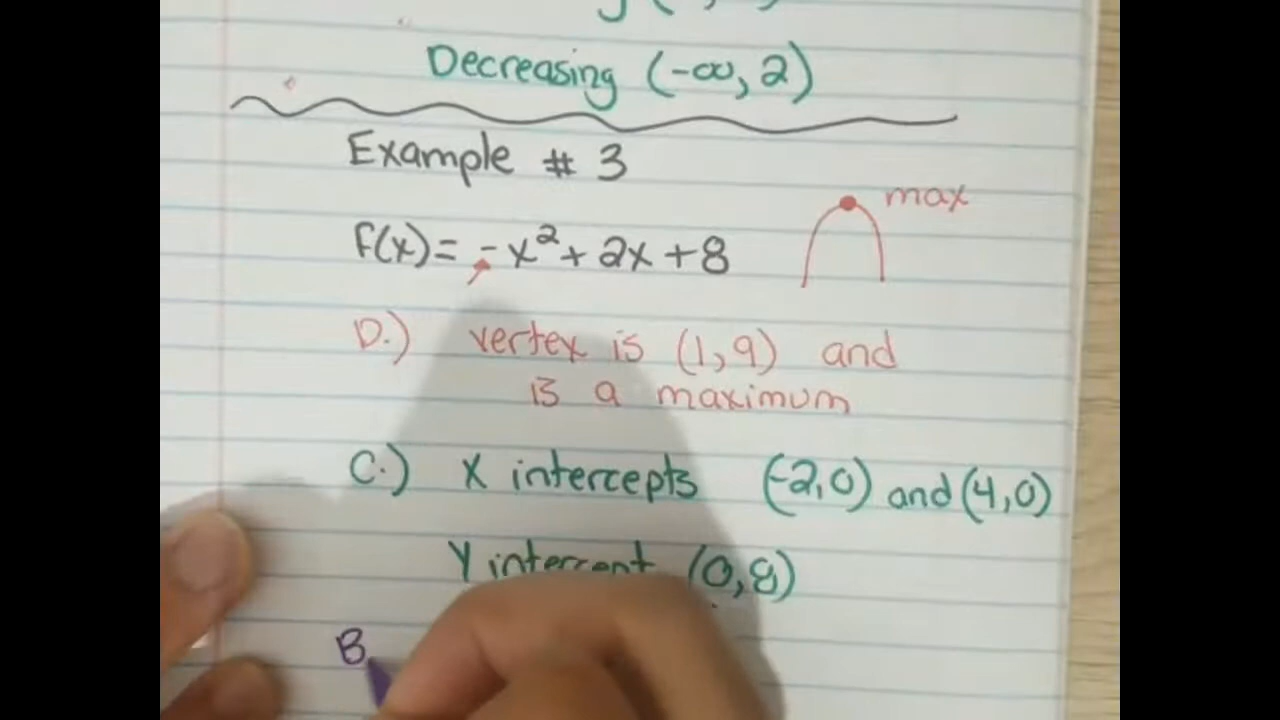 Decreasing (-∞, 2)
Example # 3
max
f(x) = -x² + 2x + 8
D.) vertex is (1, 9) and
is a maximum
C.) X intercepts (-2, 0) and (4, 0)
Y intercept (0, 8)
B